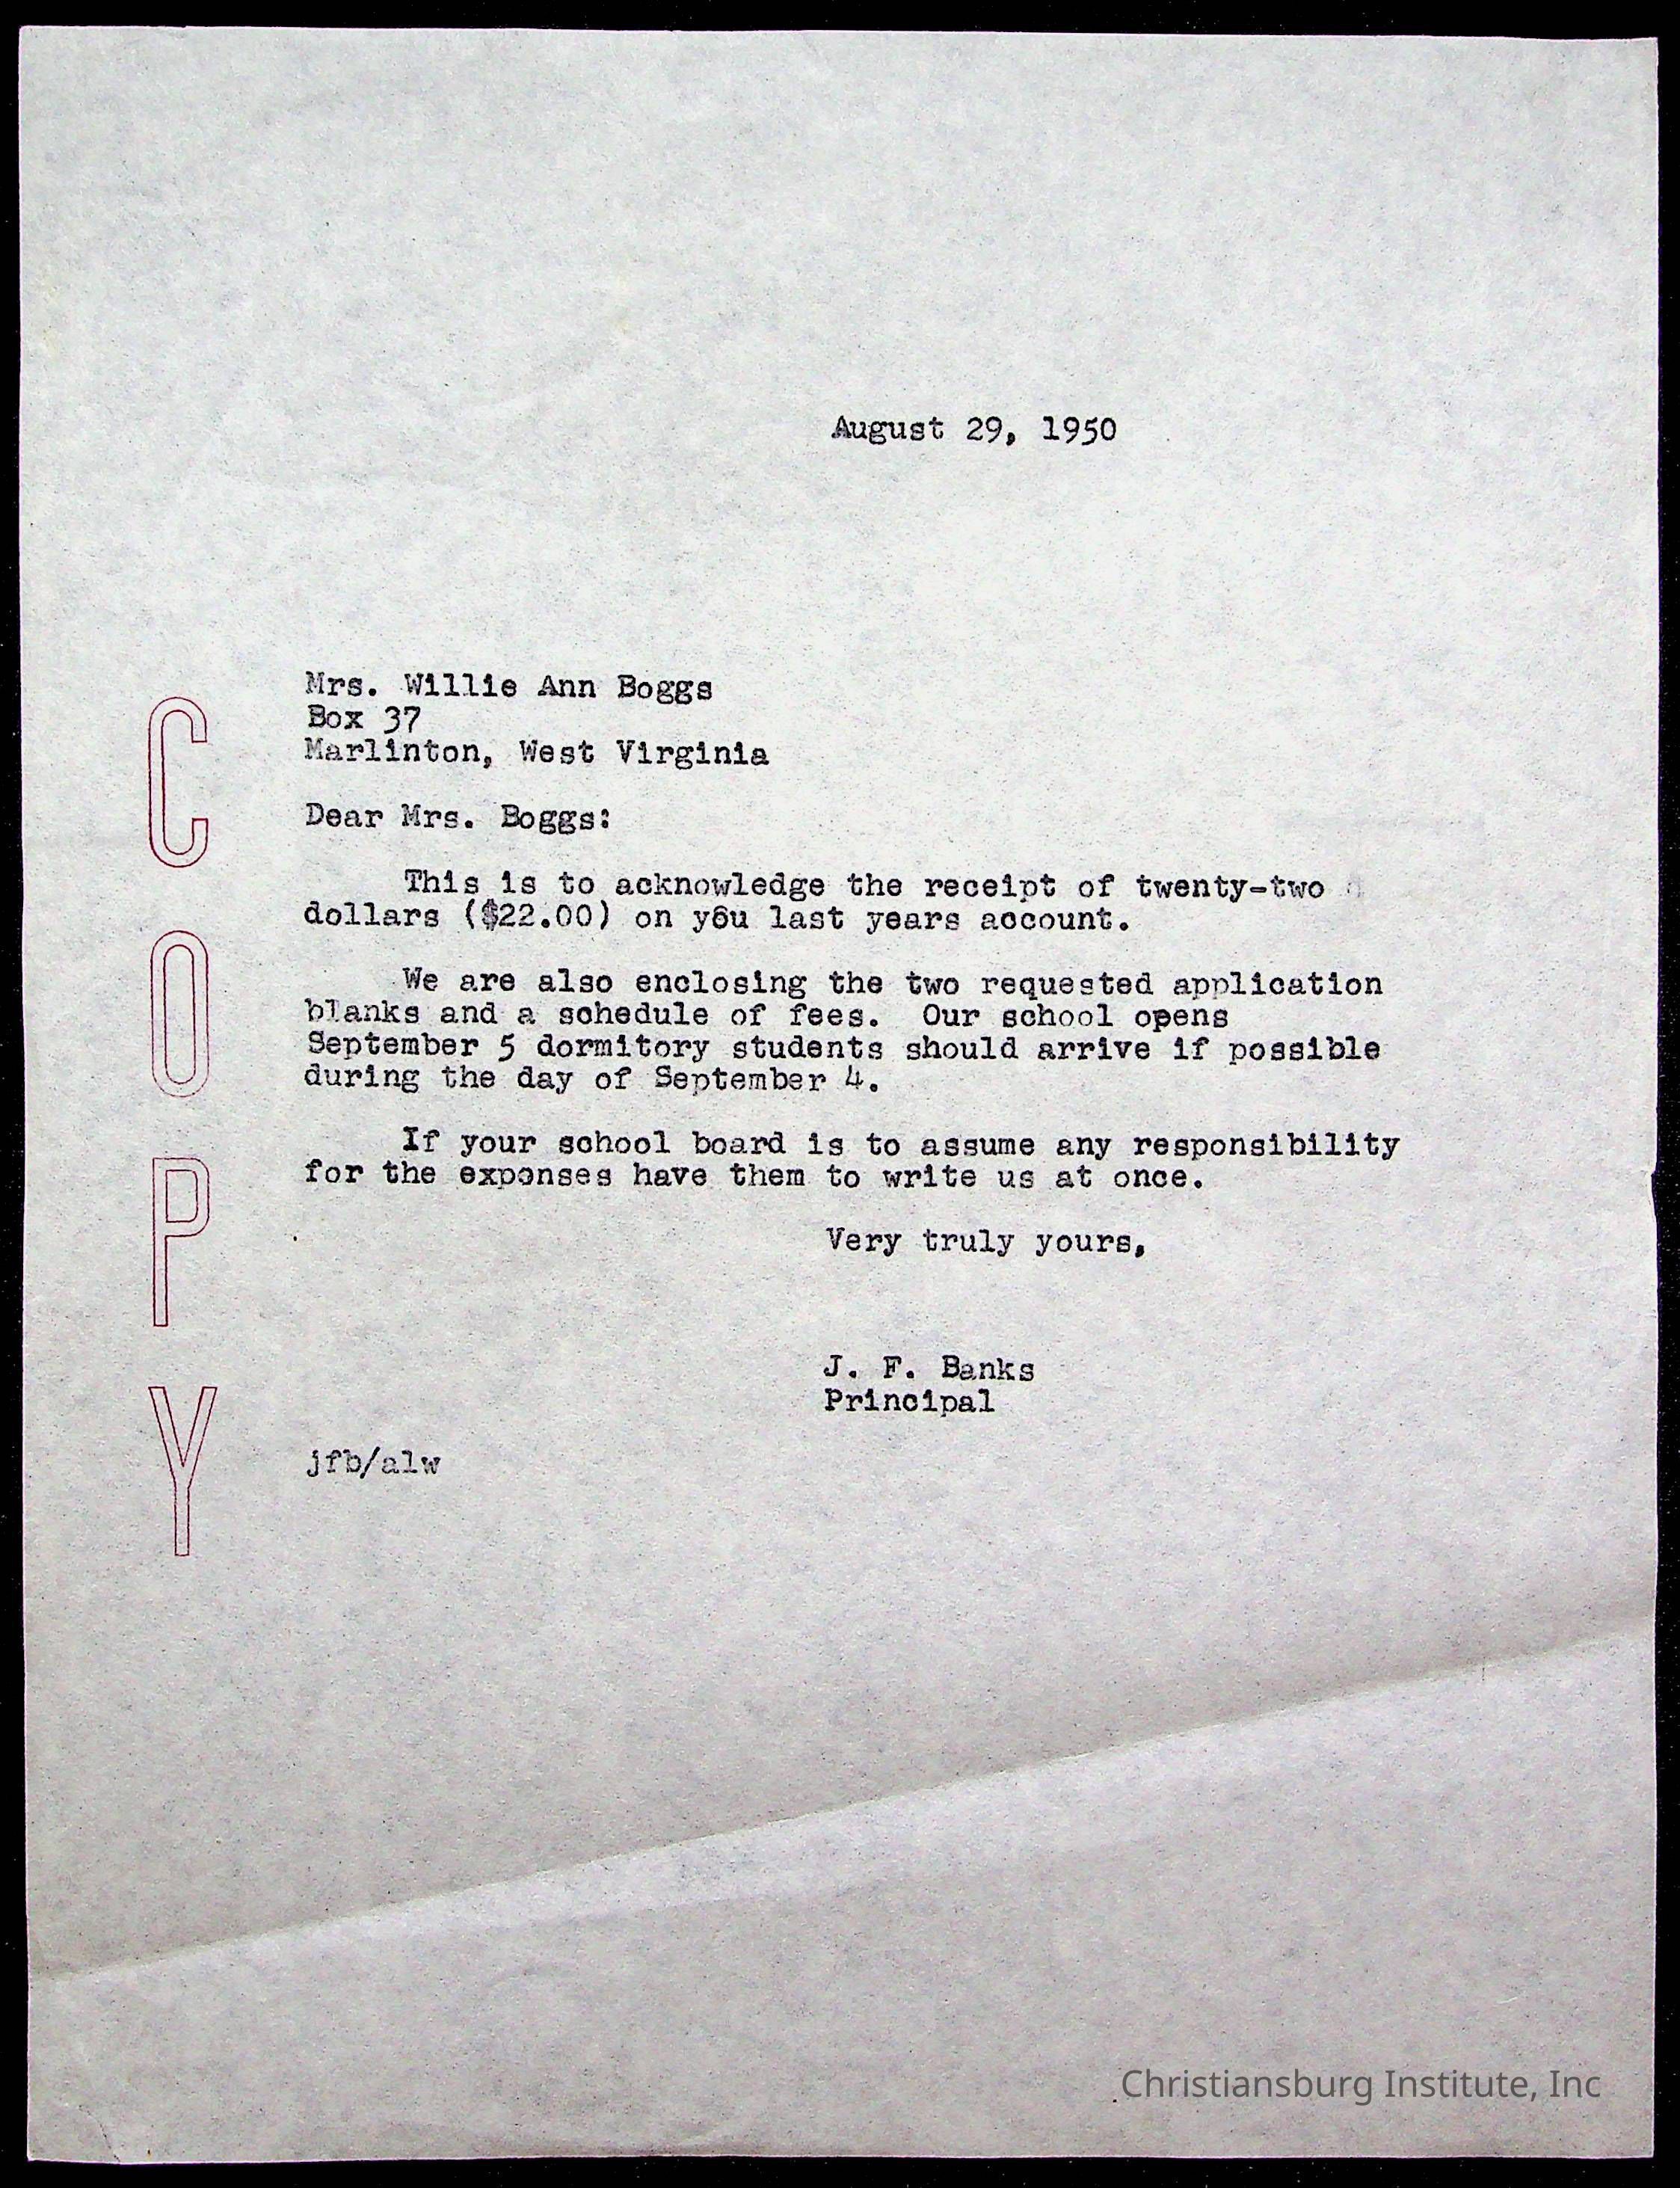 August 29, 1950
Mrs. Willie Ann Boggs
Box 37
Marlinton, West Virginia
Dear Mrs. Boggs:
This is to acknowledge the receipt of twenty-two
dollars ($22.00) on you last years account.
We are also enclosing the two requested application
blanks and a schedule of fees. Our school opens
September 5 dormitory students should arrive if possible
during the day of September 4.
If your school board is to assume any responsibility
for the expenses have them to write us at once.
Very truly yours,
J. F. Banks
Principal
jfb/alw
COPY
Christiansburg Institute, Inc